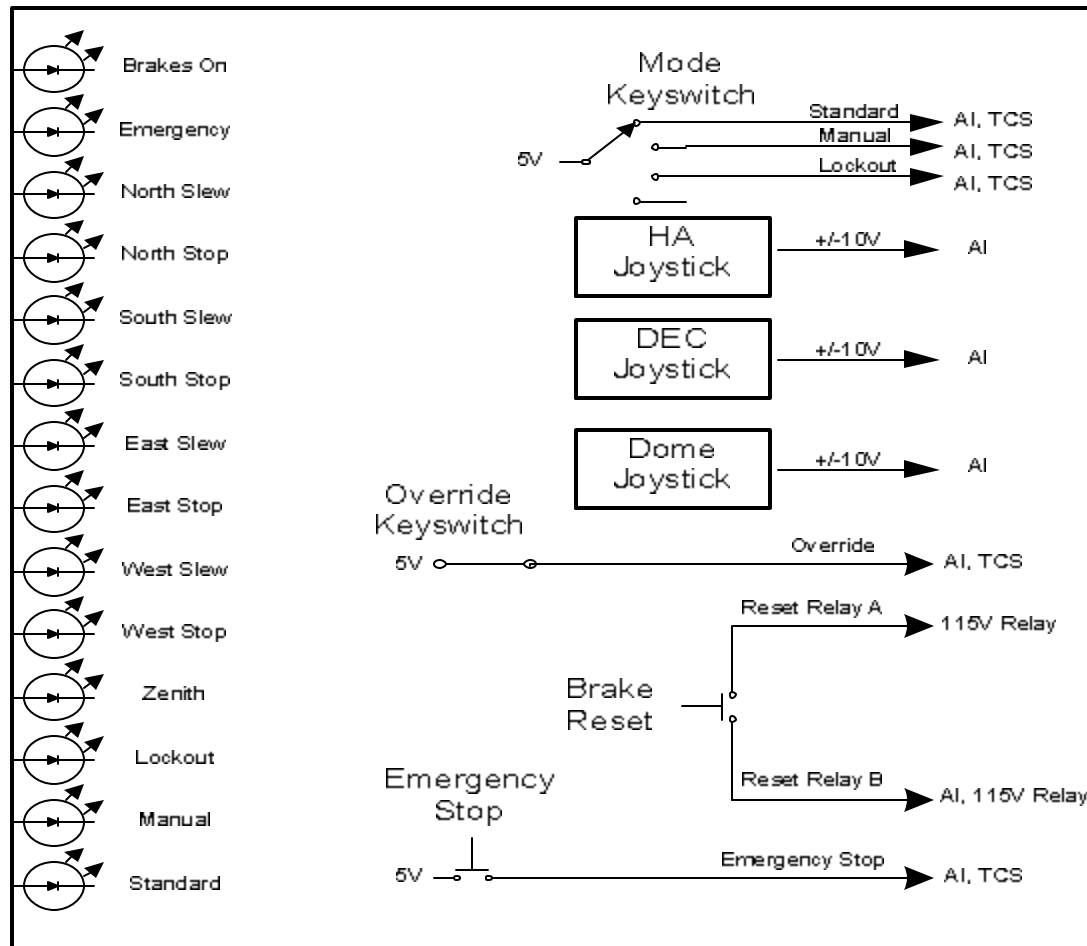 Brakes On
Emergency
North Slew
North Stop
South Slew
South Stop
East Slew
East Stop
West Slew
West Stop
Zenith
Lockout
Manual
Standard
Mode
Keyswitch
5V
Standard
AI, TCS
Manual
AI, TCS
Lockout
AI, TCS
HA
Joystick
+/-10V
AI
DEC
Joystick
+/-10V
AI
Dome
Joystick
+/-10V
AI
Override
Keyswitch
5V
Override
AI, TCS
Brake
Reset
Reset Relay A
115V Relay
Reset Relay B
AI, 115V Relay
Emergency
Stop
5V
Emergency Stop
AI, TCS